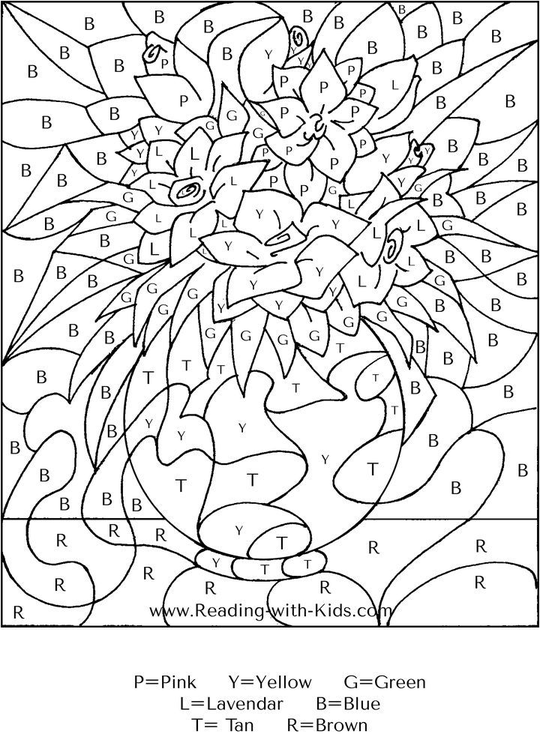 B B B B B B B B
B P B Y Y B B
P P L
B B P P P B
B G G B
B Y Y G G P P Y Y B
B B L L P Y B
B L L P P G Y G B B
B G L Y L G B
B G L L Y Y L L G B
B B G G L Y Y L G B
B G G G Y Y G G B
B B G G G G G G B B
B T T T T T B B
B B Y Y T B
B B T T Y T B B
B B B
R R R Y T R R
R R Y T T R
R R R
www.Reading-with-Kids.com
P=Pink Y=Yellow G=Green
L=Lavendar B=Blue
T= Tan R=Brown